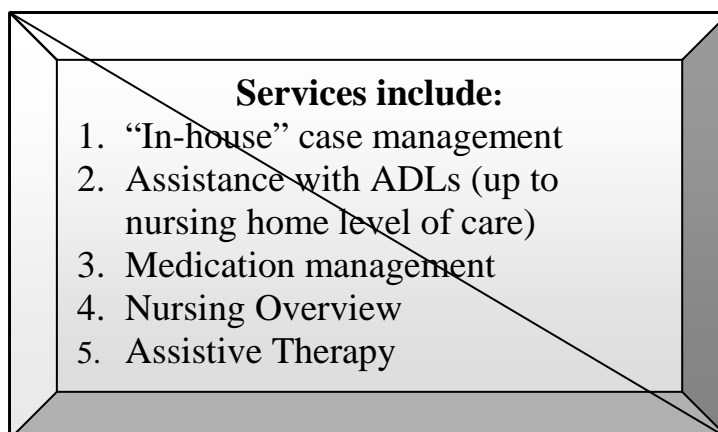 Services include:
1. “In-house” case management
2. Assistance with ADLs (up to
nursing home level of care)
3. Medication management
4. Nursing Overview
5. Assistive Therapy